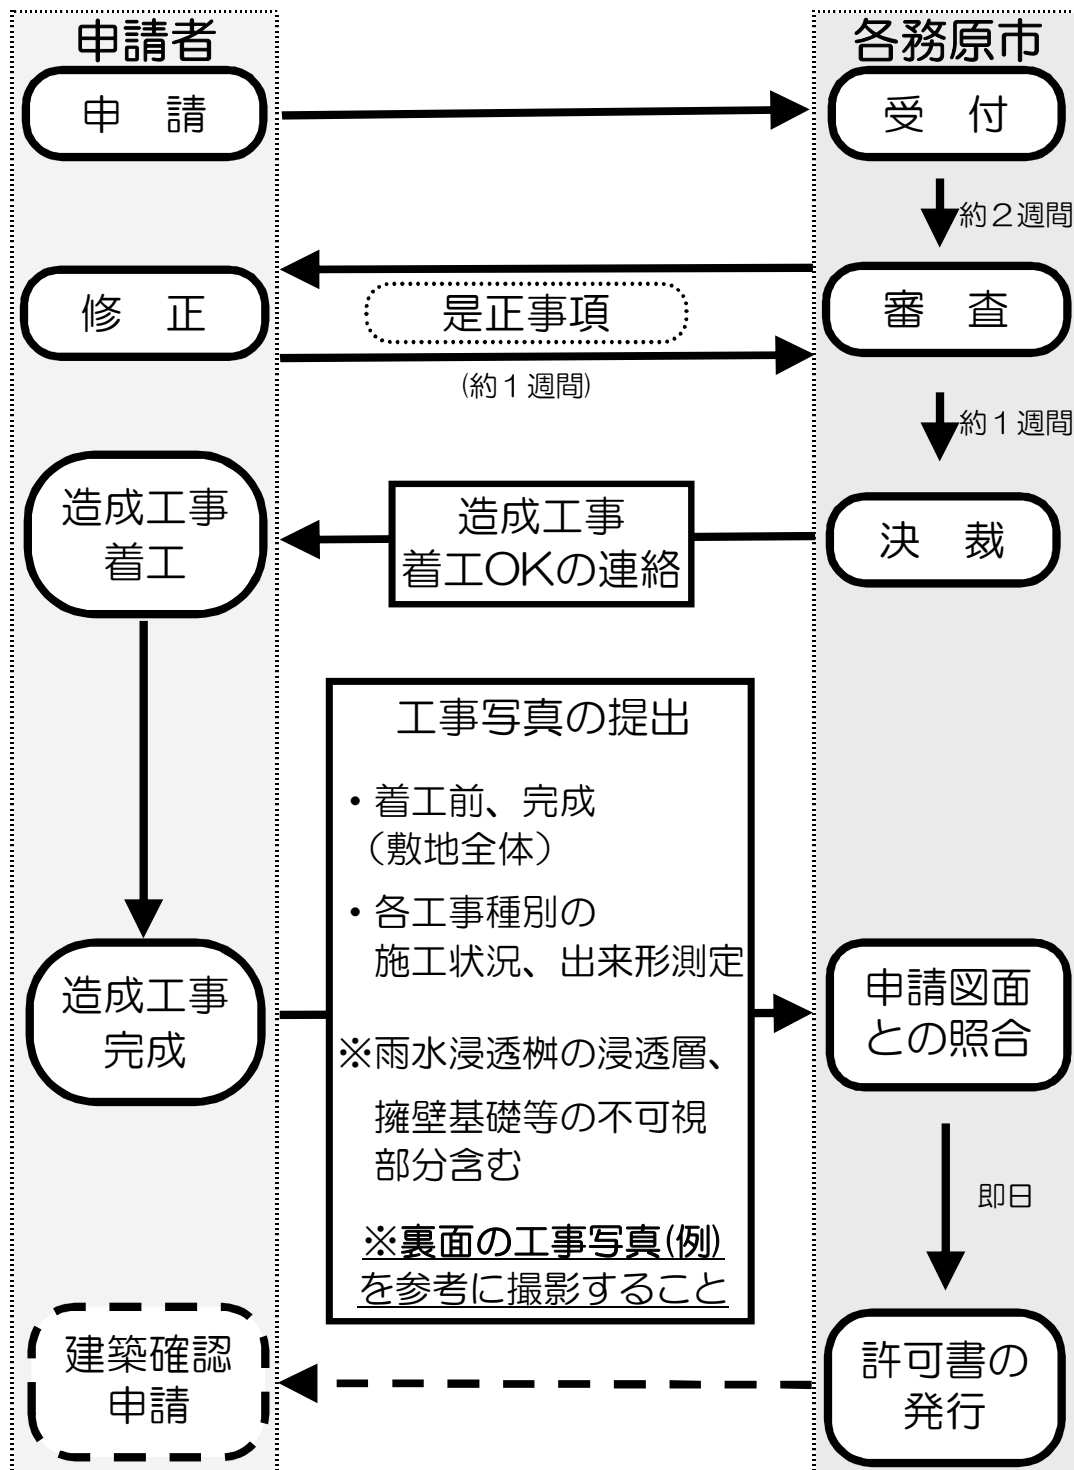 申請者
各務原市
申　請
受　付
約２週間
修　正
是正事項
審　査
(約１週間)
約１週間
造成工事
着工
造成工事
着工OKの連絡
決　裁
工事写真の提出
・着工前、完成
（敷地全体）
・各工事種別の
施工状況、出来形測定
※雨水浸透桝の浸透層、
擁壁基礎等の不可視
部分含む
※裏面の工事写真(例)
を参考に撮影すること
造成工事
完成
申請図面
との照合
即日
建築確認
申請
許可書の
発行